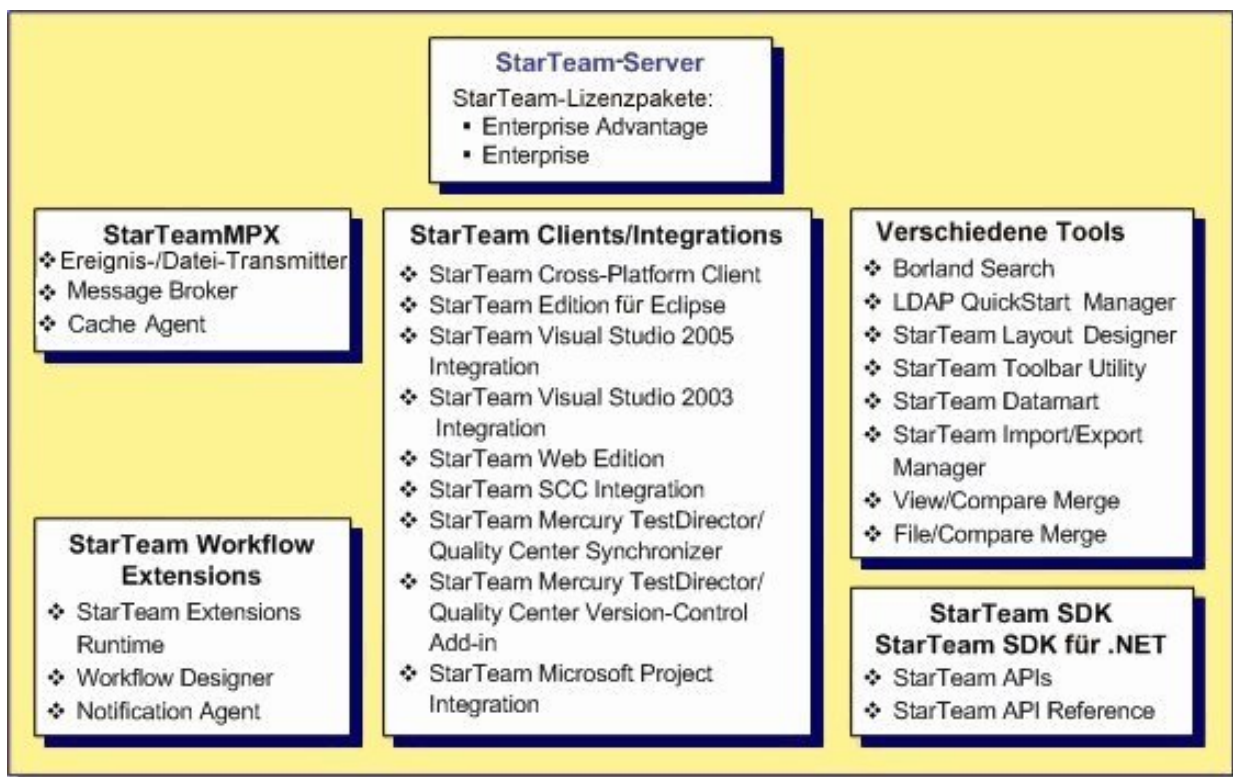 StarTeam-Server
StarTeam-Lizenzpakete:
▪ Enterprise Advantage
▪ Enterprise
StarTeamMPX
❖ Ereignis-/Datei-Transmitter
❖ Message Broker
❖ Cache Agent
StarTeam Workflow
Extensions
❖ StarTeam Extensions
Runtime
❖ Workflow Designer
❖ Notification Agent
StarTeam Clients/Integrations
❖ StarTeam Cross-Platform Client
❖ StarTeam Edition für Eclipse
❖ StarTeam Visual Studio 2005
Integration
❖ StarTeam Visual Studio 2003
Integration
❖ StarTeam Web Edition
❖ StarTeam SCC Integration
❖ StarTeam Mercury TestDirector/
Quality Center Synchronizer
❖ StarTeam Mercury TestDirector/
Quality Center Version-Control
Add-in
❖ StarTeam Microsoft Project
Integration
Verschiedene Tools
❖ Borland Search
❖ LDAP QuickStart Manager
❖ StarTeam Layout Designer
❖ StarTeam Toolbar Utility
❖ StarTeam Datamart
❖ StarTeam Import/Export
Manager
❖ View/Compare Merge
❖ File/Compare Merge
StarTeam SDK
StarTeam SDK für .NET
❖ StarTeam APIs
❖ StarTeam API Reference